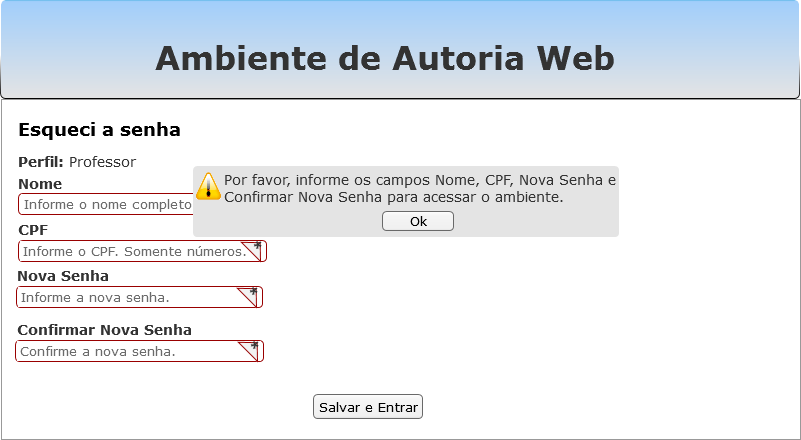 Ambiente de Autoria Web
Esqueci a senha
Perfil: Professor
Por favor, informe os campos Nome, CPF, Nova Senha e
Confirmar Nova Senha para acessar o ambiente.
Ok
Nome
Informe o nome completo
CPF
Informe o CPF. Somente números.
*
Nova Senha
Informe a nova senha.
*
Confirmar Nova Senha
Confirme a nova senha.
*
Salvar e Entrar